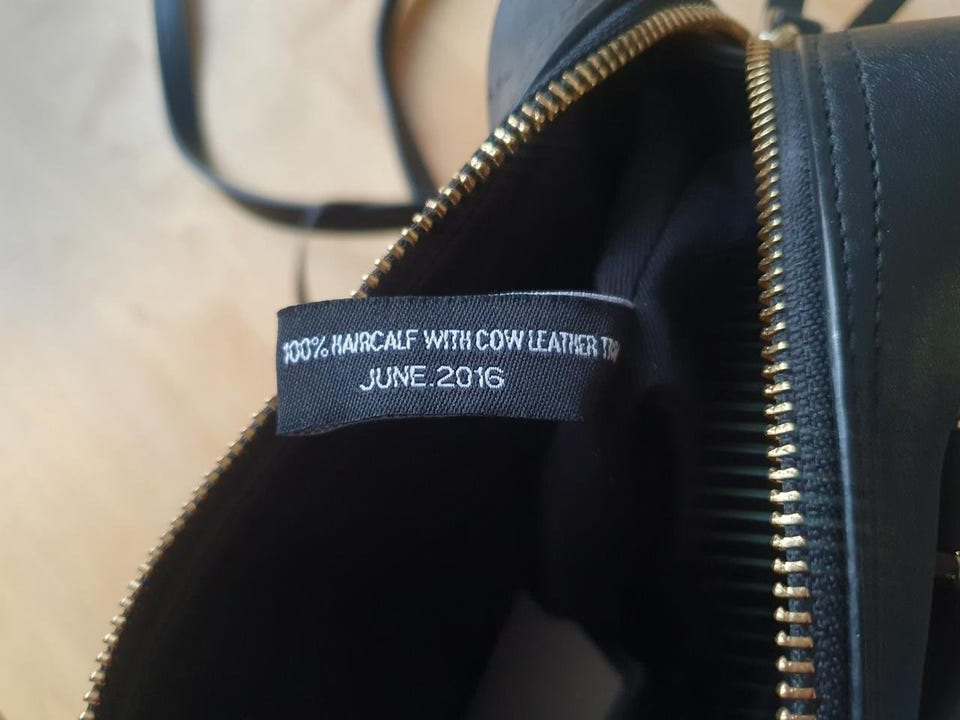 100% HAIRCALF WITH COW LEATHER
JUNE.2016